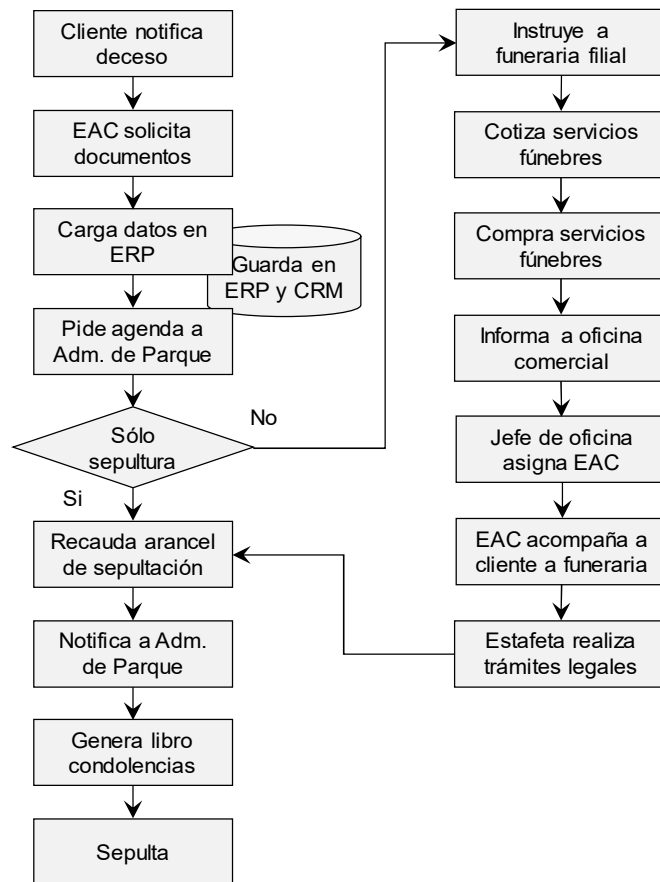 Cliente notifica
deceso
EAC solicita
documentos
Carga datos en
ERP
Guarda en
ERP y CRM
Pide agenda a
Adm. de Parque
Sólo
sepultura
No
Si
Recauda arancel
de sepultación
Notifica a Adm.
de Parque
Genera libro
condolencias
Sepulta
Instruye a
funeraria filial
Cotiza servicios
fúnebres
Compra servicios
fúnebres
Informa a oficina
comercial
Jefe de oficina
asigna EAC
EAC acompaña a
cliente a funeraria
Estafeta realiza
trámites legales